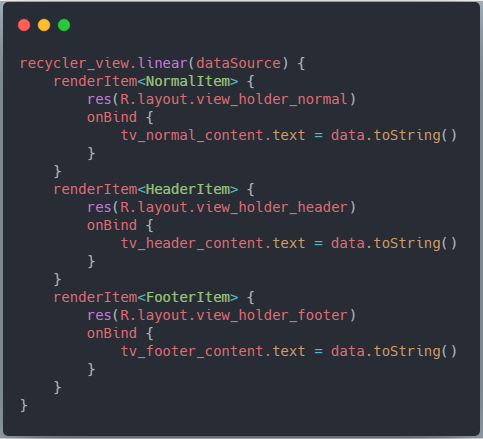 recycler_view.linear(dataSource) {
    renderItem<NormalItem> {
        res(R.layout.view_holder_normal)
        onBind {
            tv_normal_content.text = data.toString()
        }
    }
    renderItem<HeaderItem> {
        res(R.layout.view_holder_header)
        onBind {
            tv_header_content.text = data.toString()
        }
    }
    renderItem<FooterItem> {
        res(R.layout.view_holder_footer)
        onBind {
            tv_footer_content.text = data.toString()
        }
    }
}